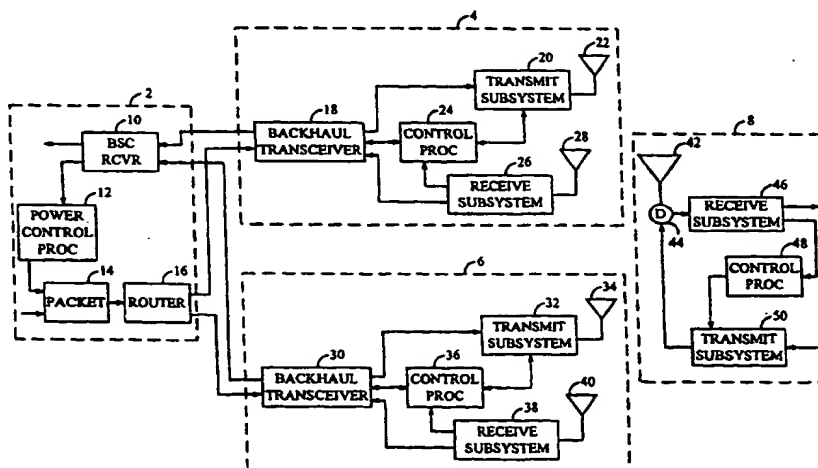 4
22
20
TRANSMIT
SUBSYSTEM
2
10
BSC
RCVR
18
BACKHAUL
TRANSCEIVER
24
CONTROL
PROC
28
26
RECEIVE
SUBSYSTEM
12
POWER
CONTROL
PROC
14
PACKET
16
ROUTER
8
42
D
44
46
RECEIVE
SUBSYSTEM
48
CONTROL
PROC
50
TRANSMIT
SUBSYSTEM
6
34
32
TRANSMIT
SUBSYSTEM
30
BACKHAUL
TRANSCEIVER
36
CONTROL
PROC
40
38
RECEIVE
SUBSYSTEM